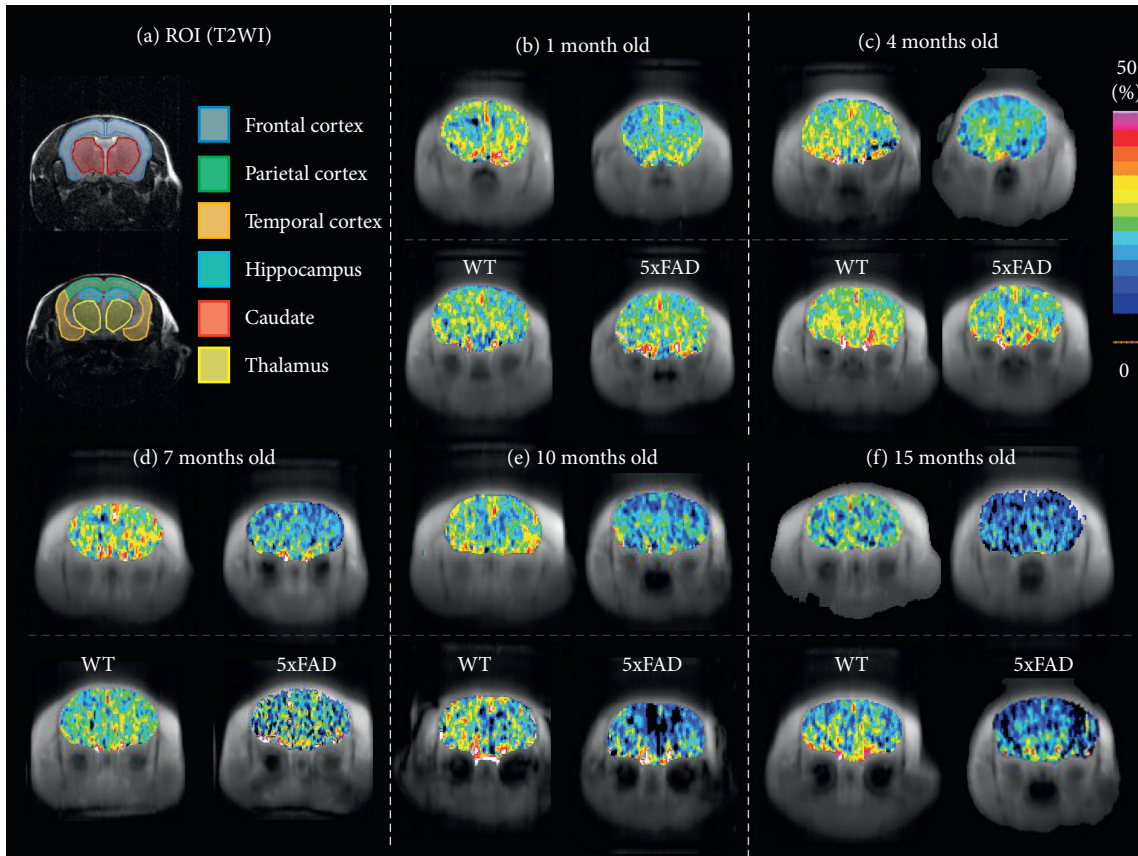 (a) ROI (T2WI)
Frontal cortex
Parietal cortex
Temporal cortex
Hippocampus
Caudate
Thalamus
(b) 1 month old
WT 5xFAD
(c) 4 months old
WT 5xFAD
50
(%)
0
(d) 7 months old
WT 5xFAD
(e) 10 months old
WT 5xFAD
(f) 15 months old
WT 5xFAD